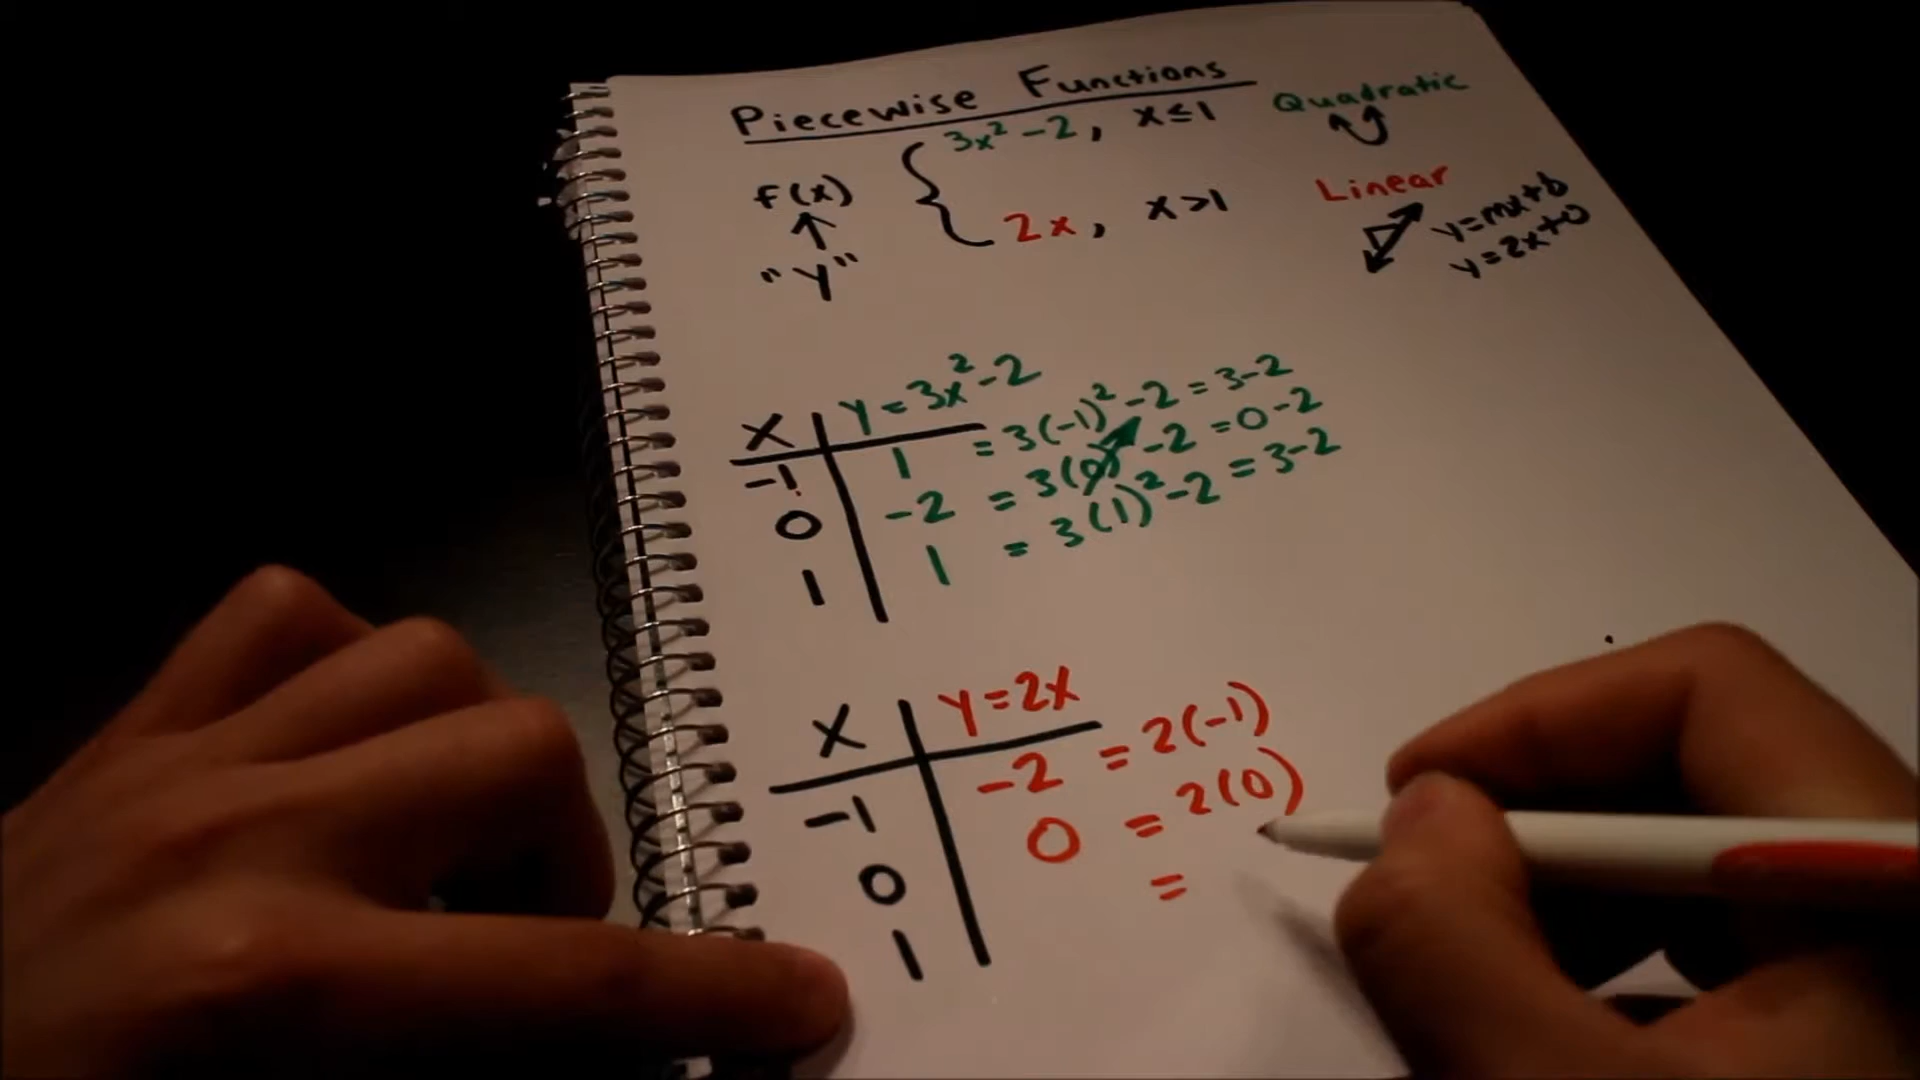 Piecewise Functions
3x² - 2, x ≤ 1
Quadratic
f(x)
2x, x > 1
Linear
y = mx + b
y = 2x + 0
"Y"
X | Y = 3x² - 2
-1 | 1 = 3(-1)² - 2 = 3 - 2
0 | -2 = 3(0) - 2 = 0 - 2
1 | 1 = 3(1)² - 2 = 3 - 2
X | Y = 2X
-1 | -2 = 2(-1)
0 | 0 = 2(0)
1 | =